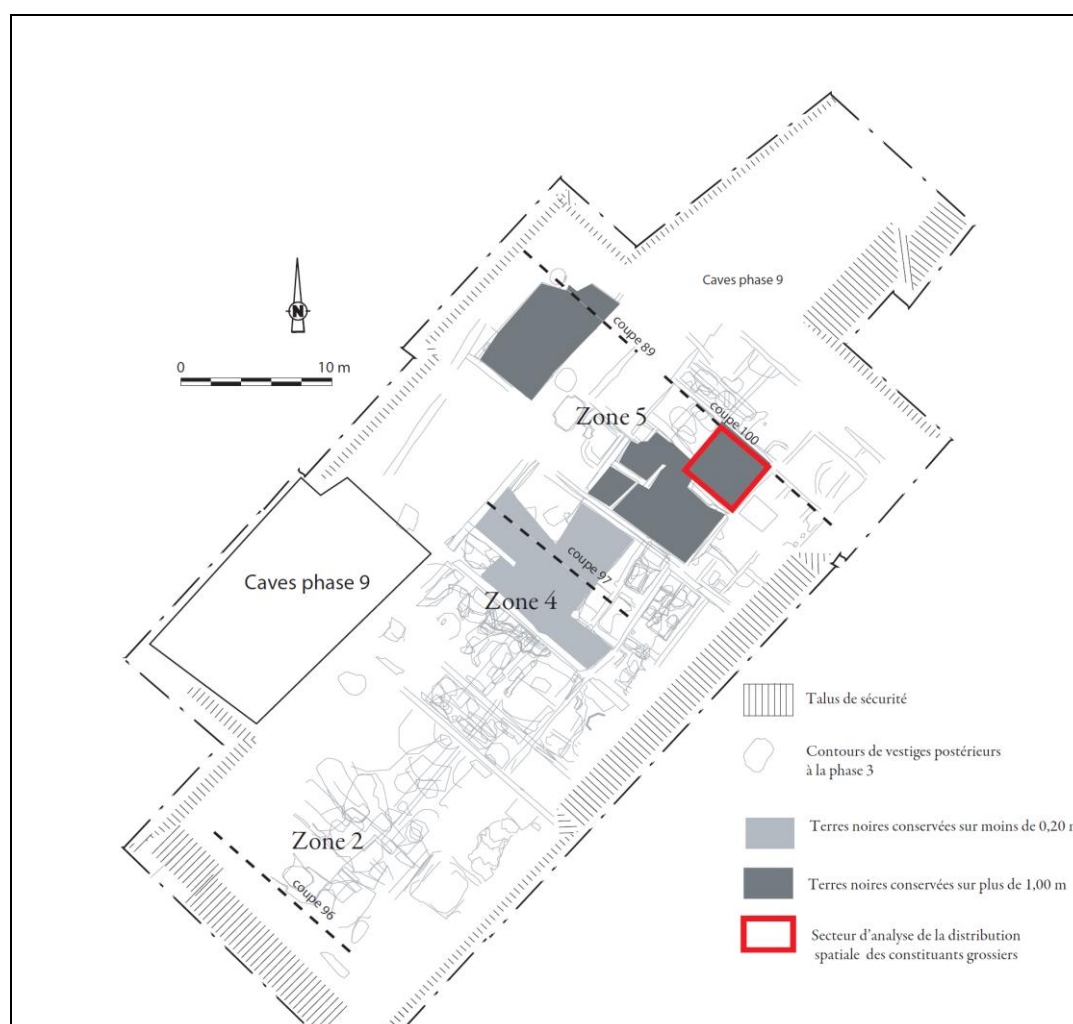 Caves phase 9
N
0 10 m
coupe 89
Zone 5
coupe 100
coupe 97
Zone 4
Caves phase 9
Zone 2
coupe 96
Talus de sécurité
Contours de vestiges postérieurs
à la phase 3
Terres noires conservées sur moins de 0,20 m
Terres noires conservées sur plus de 1,00 m
Secteur d'analyse de la distribution
spatiale des constituants grossiers